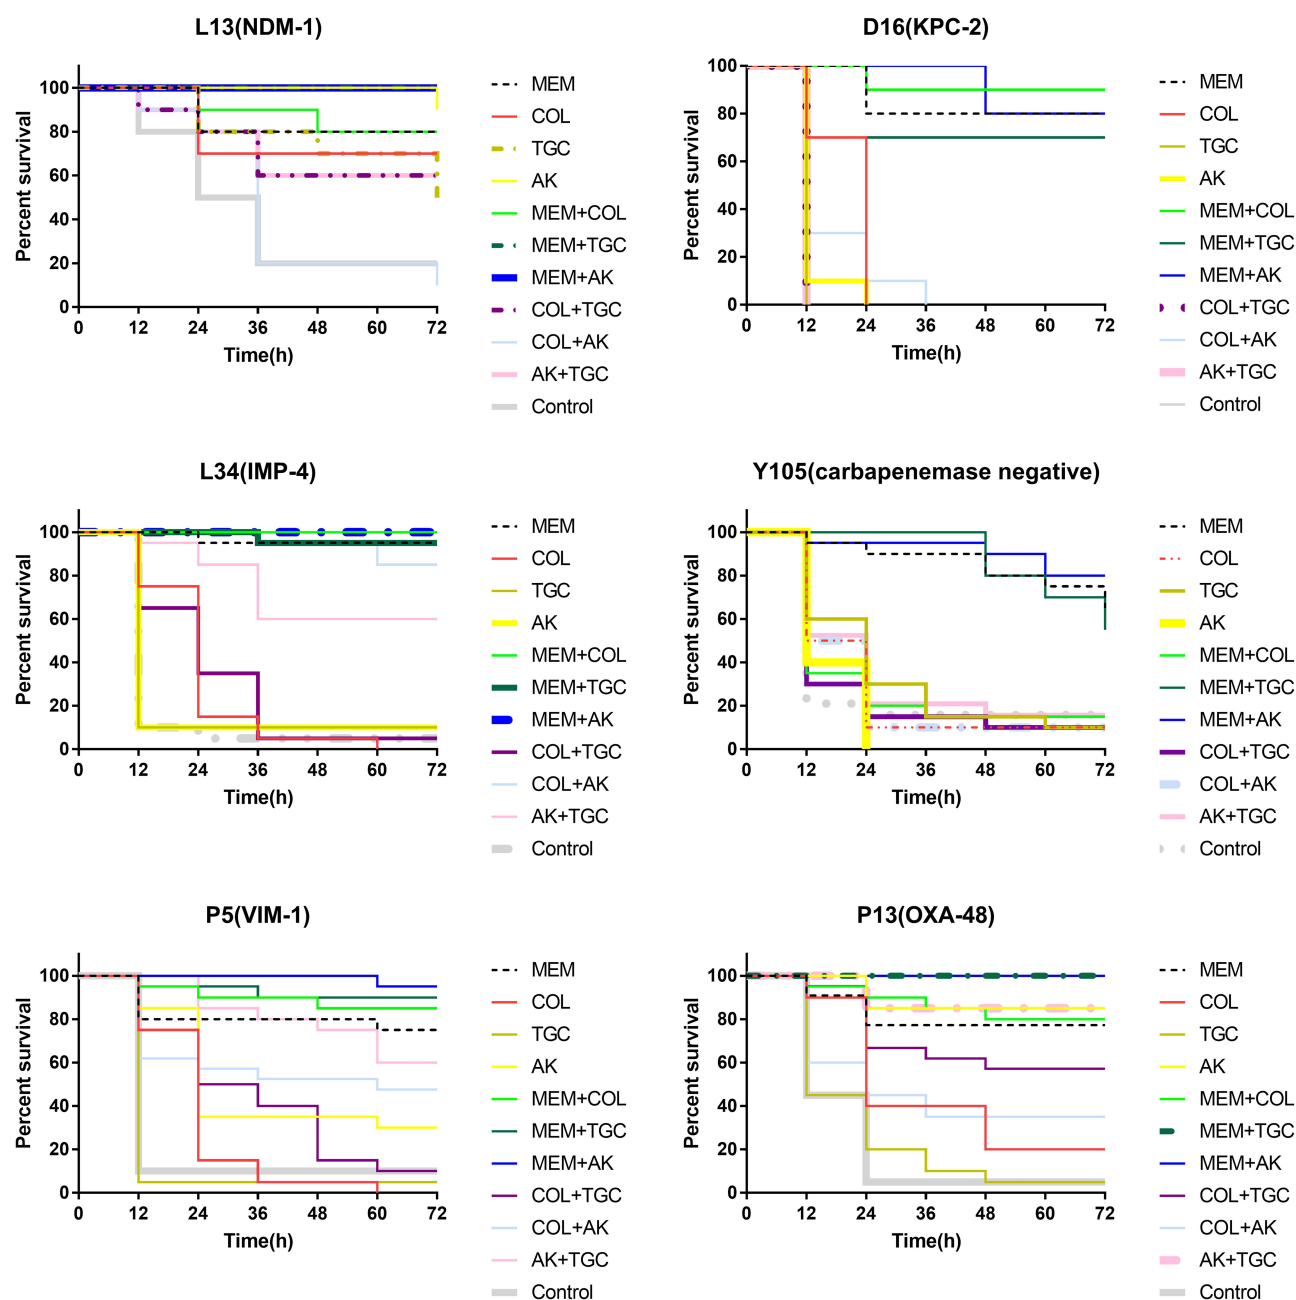 L13(NDM-1)
Percent survival
100
80
60
40
20
0
0 12 24 36 48 60 72
Time(h)
MEM
COL
TGC
AK
MEM+COL
MEM+TGC
MEM+AK
COL+TGC
COL+AK
AK+TGC
Control
D16(KPC-2)
Percent survival
100
80
60
40
20
0
0 12 24 36 48 60 72
Time(h)
MEM
COL
TGC
AK
MEM+COL
MEM+TGC
MEM+AK
COL+TGC
COL+AK
AK+TGC
Control
L34(IMP-4)
Percent survival
100
80
60
40
20
0
0 12 24 36 48 60 72
Time(h)
MEM
COL
TGC
AK
MEM+COL
MEM+TGC
MEM+AK
COL+TGC
COL+AK
AK+TGC
Control
Y105(carbapenemase negative)
Percent survival
100
80
60
40
20
0
0 12 24 36 48 60 72
Time(h)
MEM
COL
TGC
AK
MEM+COL
MEM+TGC
MEM+AK
COL+TGC
COL+AK
AK+TGC
Control
P5(VIM-1)
Percent survival
100
80
60
40
20
0
0 12 24 36 48 60 72
Time(h)
MEM
COL
TGC
AK
MEM+COL
MEM+TGC
MEM+AK
COL+TGC
COL+AK
AK+TGC
Control
P13(OXA-48)
Percent survival
100
80
60
40
20
0
0 12 24 36 48 60 72
Time(h)
MEM
COL
TGC
AK
MEM+COL
MEM+TGC
MEM+AK
COL+TGC
COL+AK
AK+TGC
Control